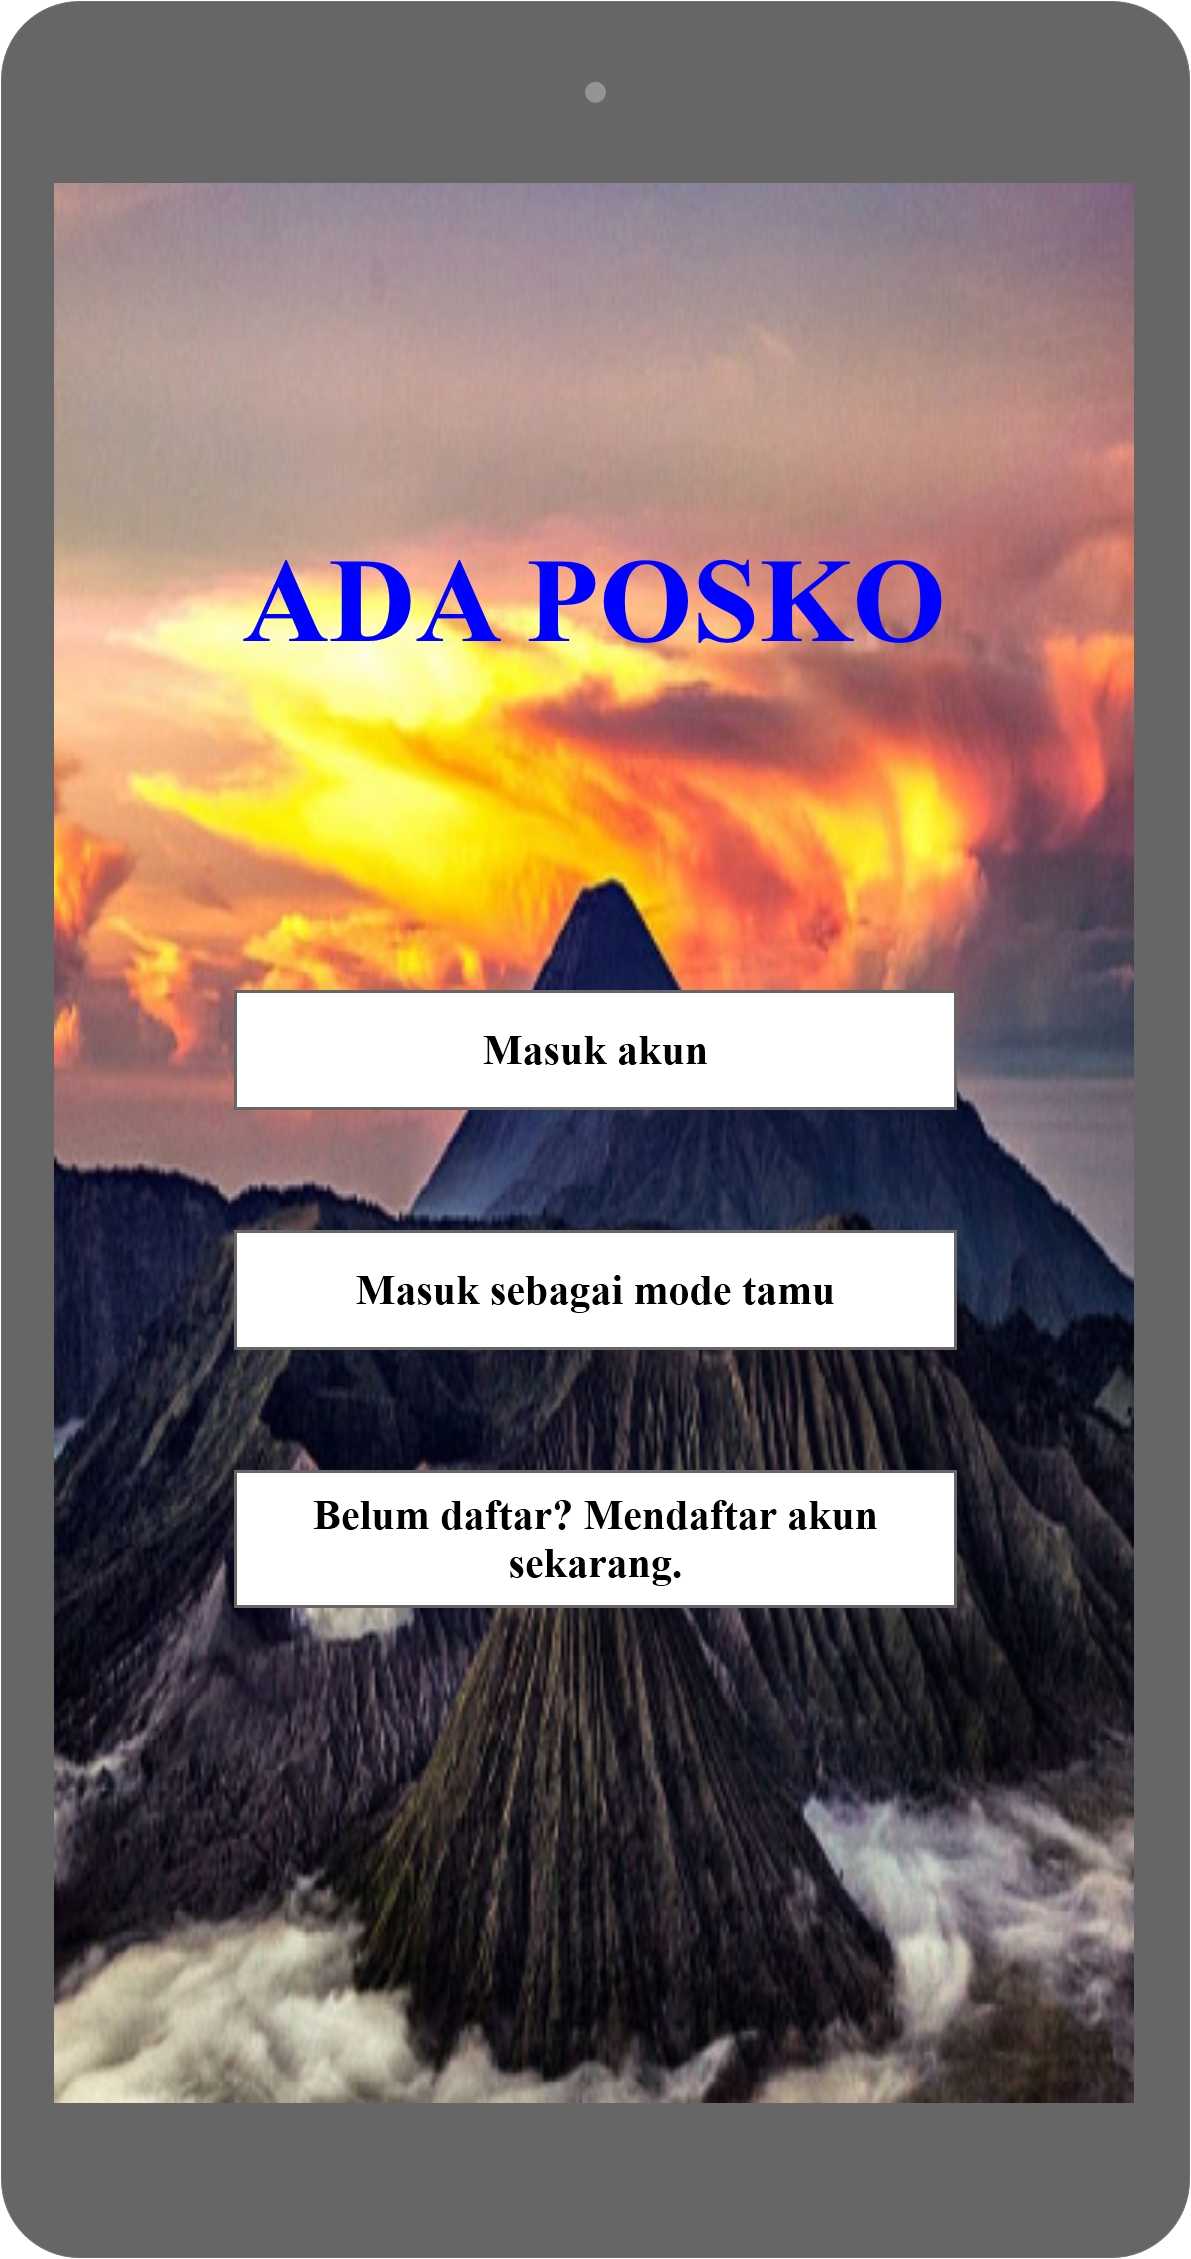 ADA POSKO
Masuk akun
Masuk sebagai mode tamu
Belum daftar? Mendaftar akun
sekarang.